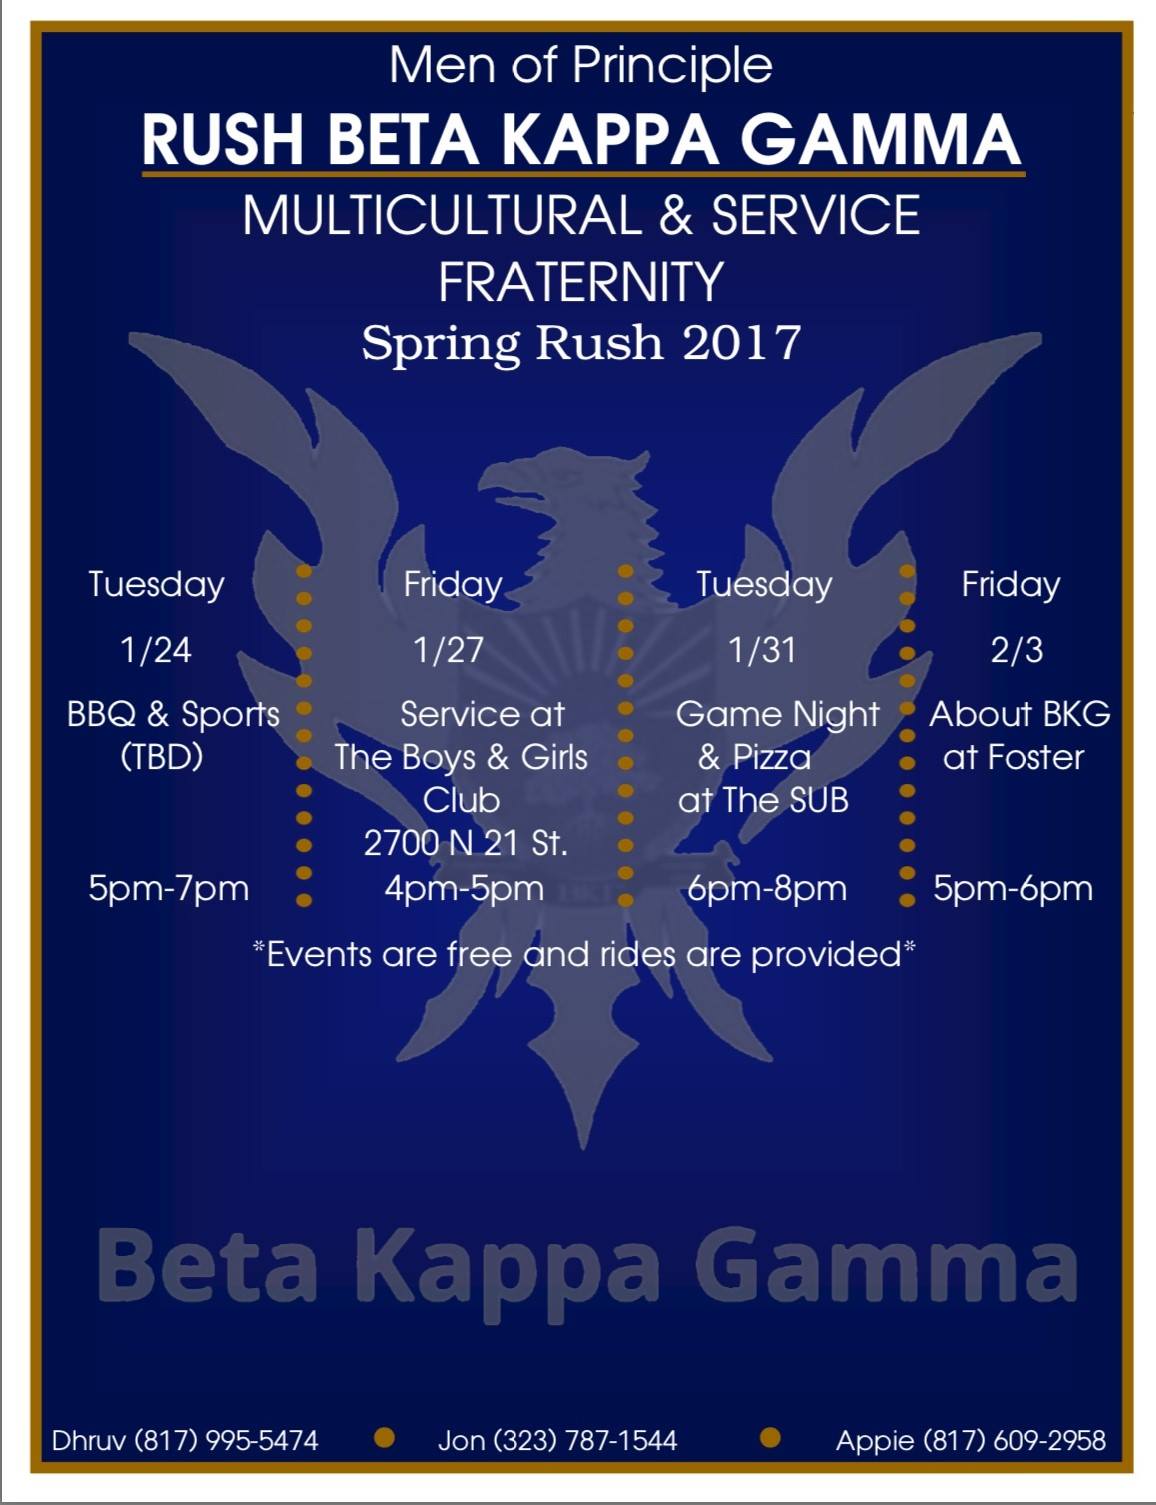 Men of Principle
RUSH BETA KAPPA GAMMA
MULTICULTURAL & SERVICE
FRATERNITY
Spring Rush 2017
Tuesday
1/24
BBQ & Sports
(TBD)
5pm-7pm
Friday
1/27
Service at
The Boys & Girls
Club
2700 N 21 St.
4pm-5pm
Tuesday
1/31
Game Night
& Pizza
at The SUB
6pm-8pm
Friday
2/3
About BKG
at Foster
5pm-6pm
*Events are free and rides are provided*
Beta Kappa Gamma
Dhruv (817) 995-5474
Jon (323) 787-1544
Appie (817) 609-2958